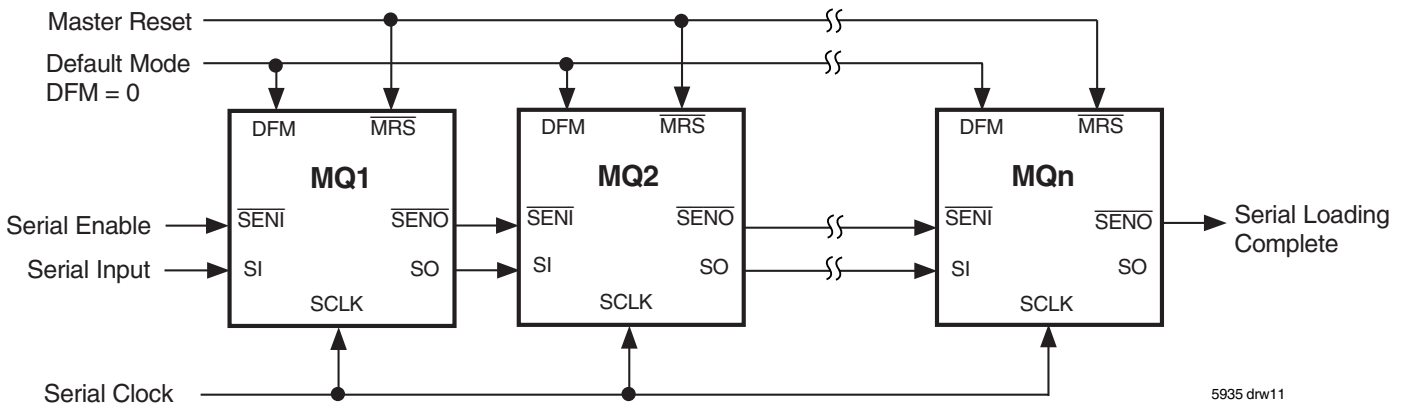 Master Reset
Default Mode
DFM = 0
DFM
MRS
DFM
MRS
DFM
MRS
MQ1
MQ2
MQn
Serial Enable
SENI
SENO
SENI
SENO
SENI
SENO
Serial Loading
Complete
Serial Input
SI
SO
SI
SO
SI
SO
SCLK
SCLK
SCLK
Serial Clock
5935 drw11